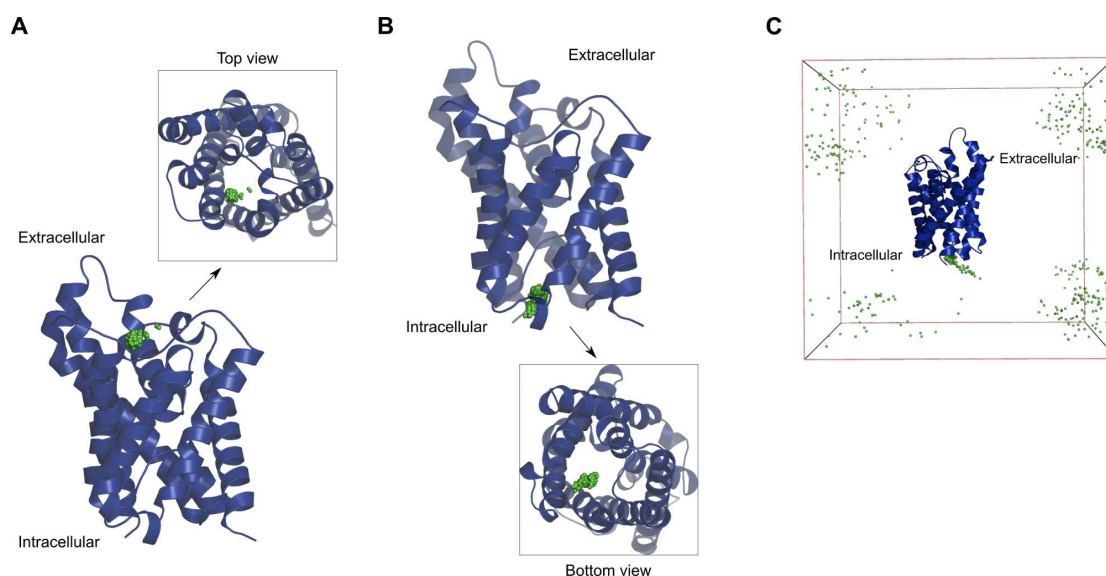 A
Top view
Extracellular
Intracellular
B
Extracellular
Intracellular
Bottom view
C
Extracellular
Intracellular